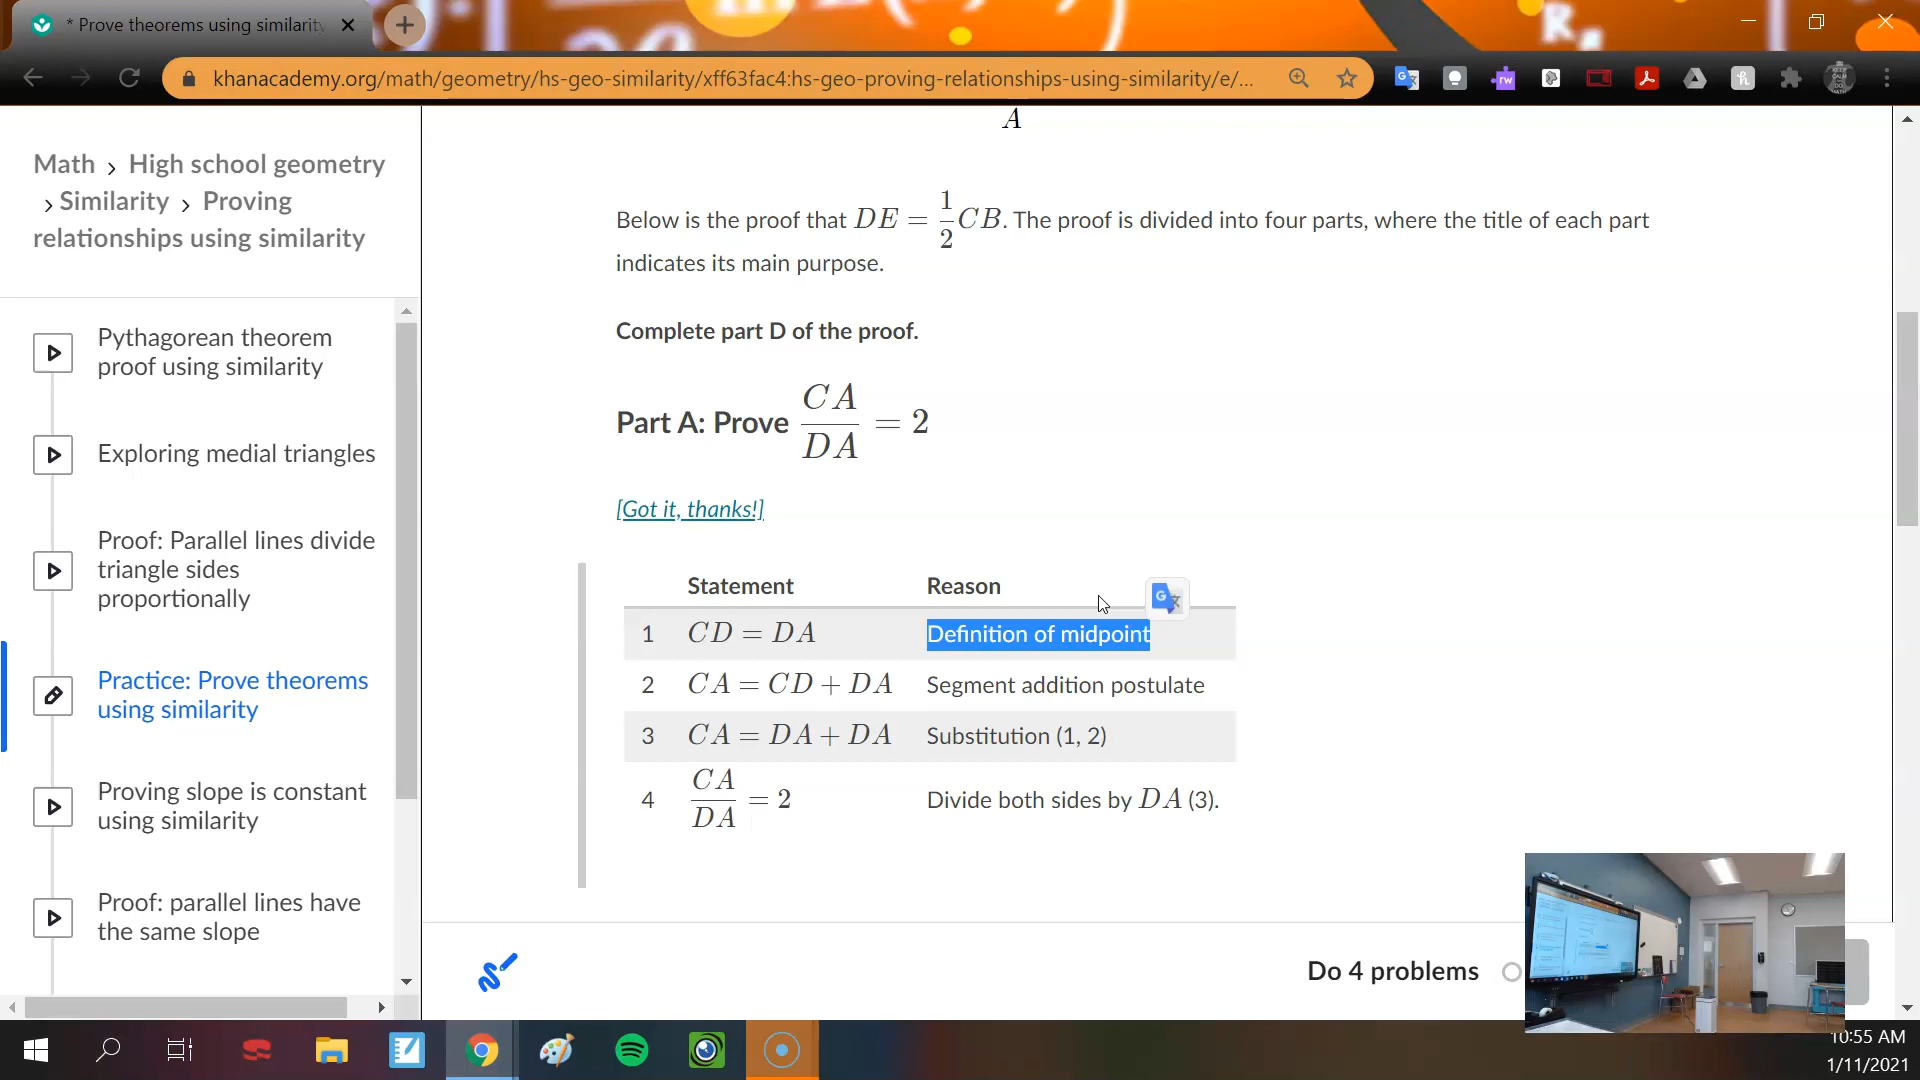 * Prove theorems using similarity
khanacademy.org/math/geometry/hs-geo-similarity/xff63fac4:hs-geo-proving-relationships-using-similarity/e/...
Math › High school geometry
› Similarity › Proving
relationships using similarity
Pythagorean theorem
proof using similarity
Exploring medial triangles
Proof: Parallel lines divide
triangle sides
proportionally
Practice: Prove theorems
using similarity
Proving slope is constant
using similarity
Proof: parallel lines have
the same slope
A
Below is the proof that DE = 1/2 CB. The proof is divided into four parts, where the title of each part
indicates its main purpose.
Complete part D of the proof.
Part A: Prove CA/DA = 2
[Got it, thanks!]
Statement Reason
1 CD = DA Definition of midpoint
2 CA = CD + DA Segment addition postulate
3 CA = DA + DA Substitution (1, 2)
4 CA/DA = 2 Divide both sides by DA (3).
Do 4 problems
10:55 AM
1/11/2021